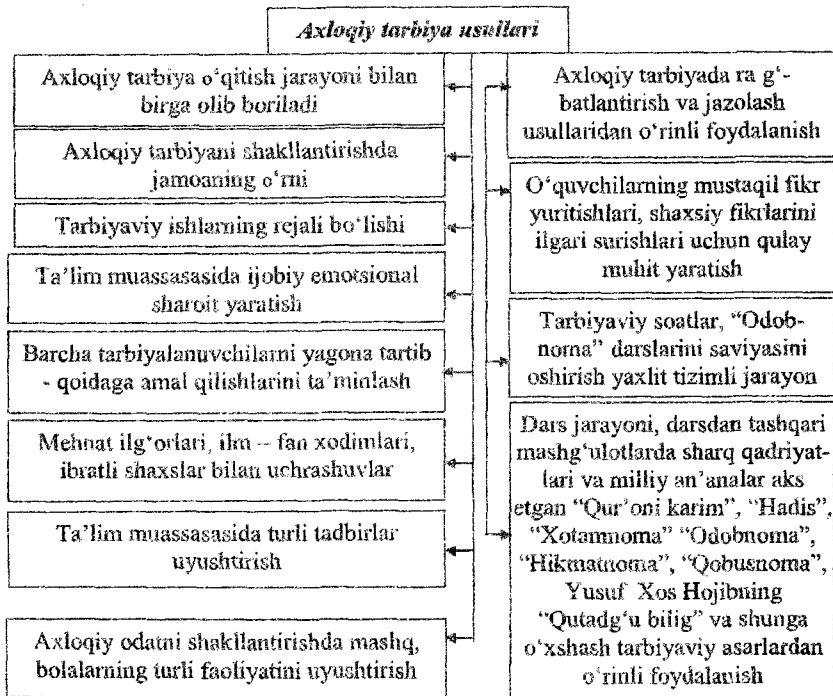 Axloqiy tarbiya usullari
Axloqiy tarbiya o‘qitish jarayoni bilan
birga olib boriladi
Axloqiy tarbiyani shakllantirishda
jamoaning o‘rni
Tarbiyaviy ishlarning rejali bo‘lishi
Ta’lim muassasasida ijobiy emotsional
sharoit yaratish
Barcha tarbiyalanuvchilarni yagona tartib
- qoidaga amal qilishlarini ta’minlash
Mehnat ilg‘orlari, ilm – fan xodimlari,
ibratli shaxslar bilan uchrashuvlar
Ta’lim muassasasida turli tadbirlar
uyushtirish
Axloqiy odatni shakllantirishda mashq,
bolalarning turli faoliyatini uyushtirish
Axloqiy tarbiyada ra g‘-
batlantirish va jazolash
usullaridan o‘rinli foydalanish
O‘quvchilarning mustaqil fikr
yuritishlari, shaxsiy fikrlarini
ilgari surishlari uchun qulay
muhit yaratish
Tarbiyaviy soatlar, “Odob-
noma” darslarini saviyasini
oshirish yaxlit tizimli jarayon
Dars jarayoni, darsdan tashqari
mashg‘ulotlarda sharq qadriyat-
lari va milliy an’analar aks
etgan “Qur’oni karim”, “Hadis”,
“Xotamnoma” “Odobnoma”,
“Hikmatnoma”, “Qobusnoma”,
Yusuf Xos Hojibning
“Qutadg‘u bilig” va shunga
o‘xshash tarbiyaviy asarlardan
o‘rinli foydalanish